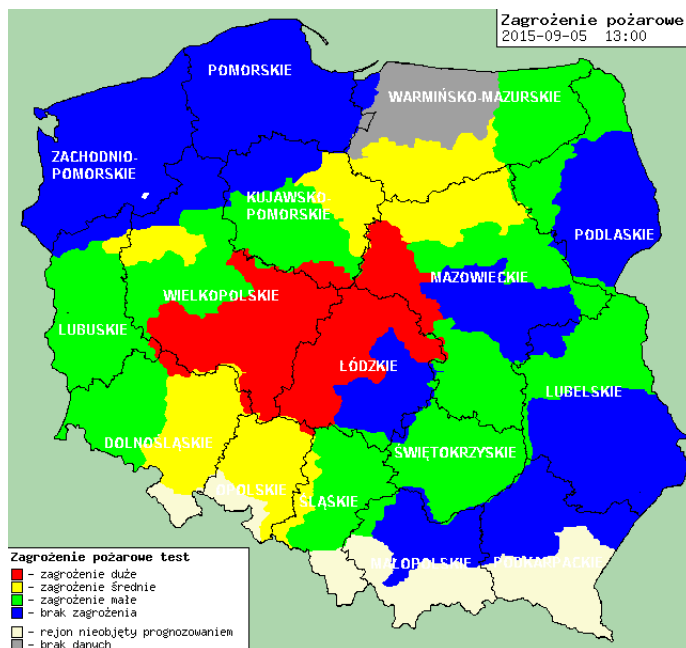 Zagrożenie pożarowe
2015-09-05 13:00
POMORSKIE
WARMIŃSKO-MAZURSKIE
ZACHODNIO-
POMORSKIE
KUJAWSKO
POMORSKIE
PODLASKIE
MAZOWIECKIE
WIELKOPOLSKIE
LUBUSKIE
ŁÓDZKIE
LUBELSKIE
DOLNOŚLĄSKIE
ŚWIĘTOKRZYSKIE
OPOLSKIE
ŚLĄSKIE
MAŁOPOLSKIE
PODKARPACKIE
Zagrożenie pożarowe test
– zagrożenie duże
– zagrożenie średnie
– zagrożenie małe
– brak zagrożenia
– rejon nieobjęty prognozowaniem
– brak danych